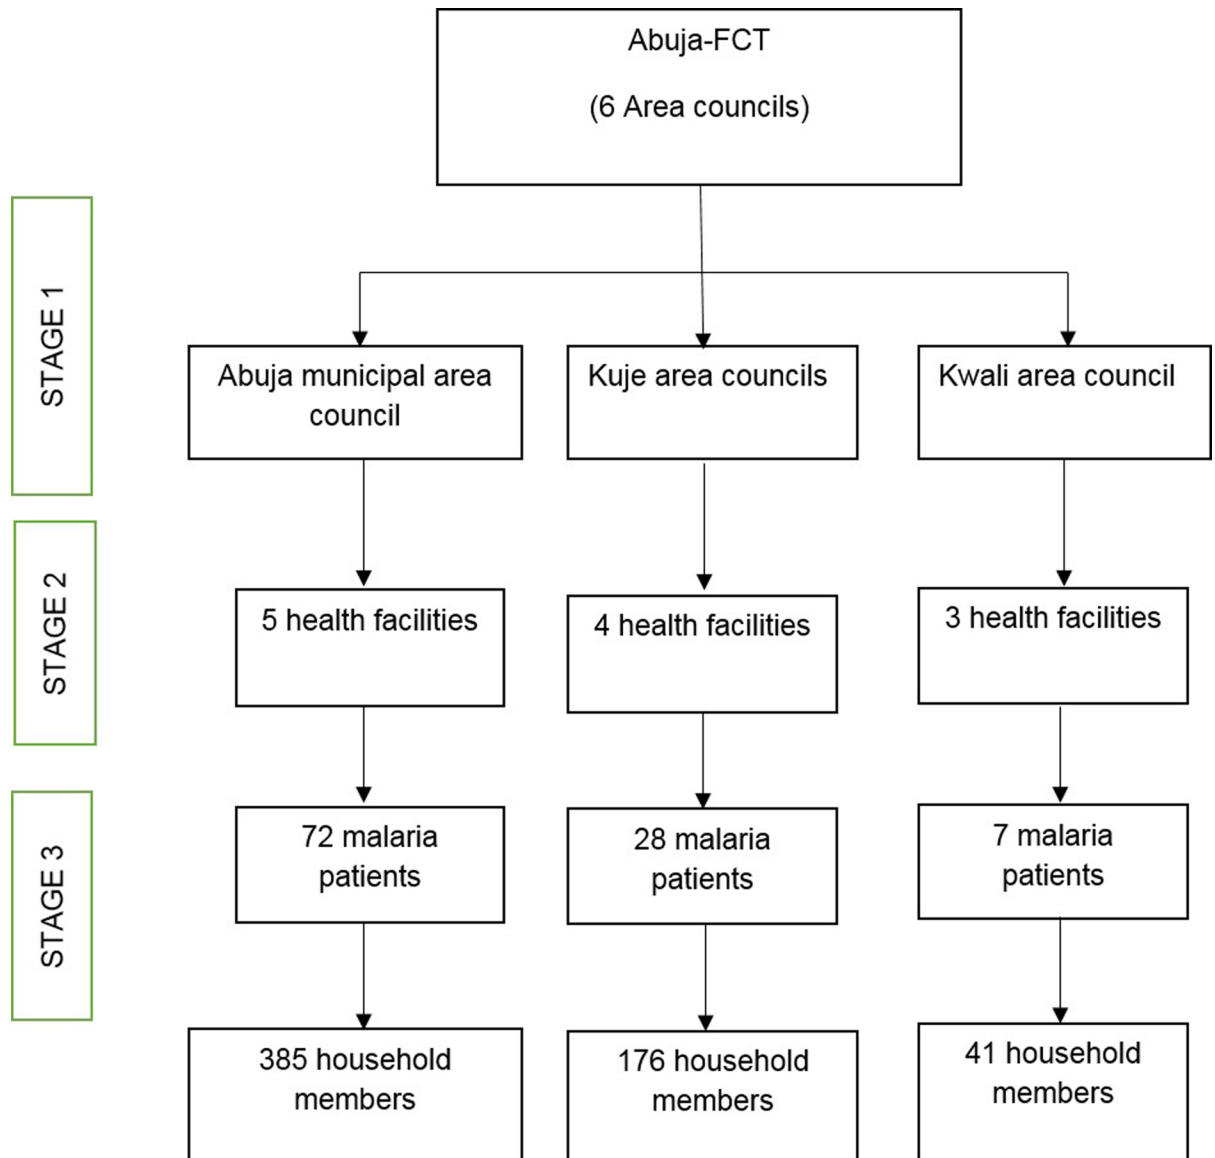 Abuja-FCT
(6 Area councils)
STAGE 1
Abuja municipal area
council
Kuje area councils
Kwali area council
STAGE 2
5 health facilities
4 health facilities
3 health facilities
STAGE 3
72 malaria
patients
28 malaria
patients
7 malaria
patients
385 household
members
176 household
members
41 household
members